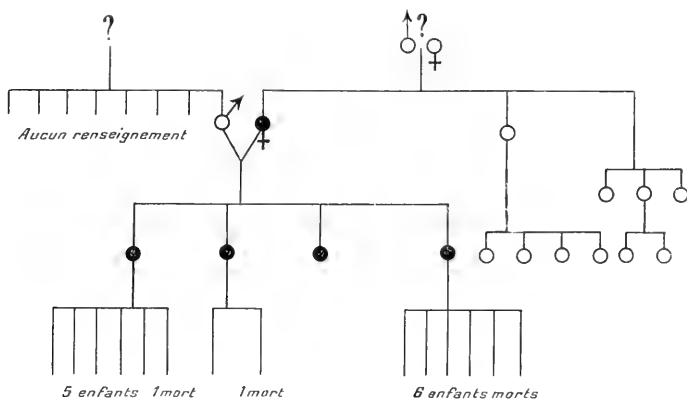 ?
?
Aucun renseignement
5 enfants 1 mort
1 mort
6 enfants morts